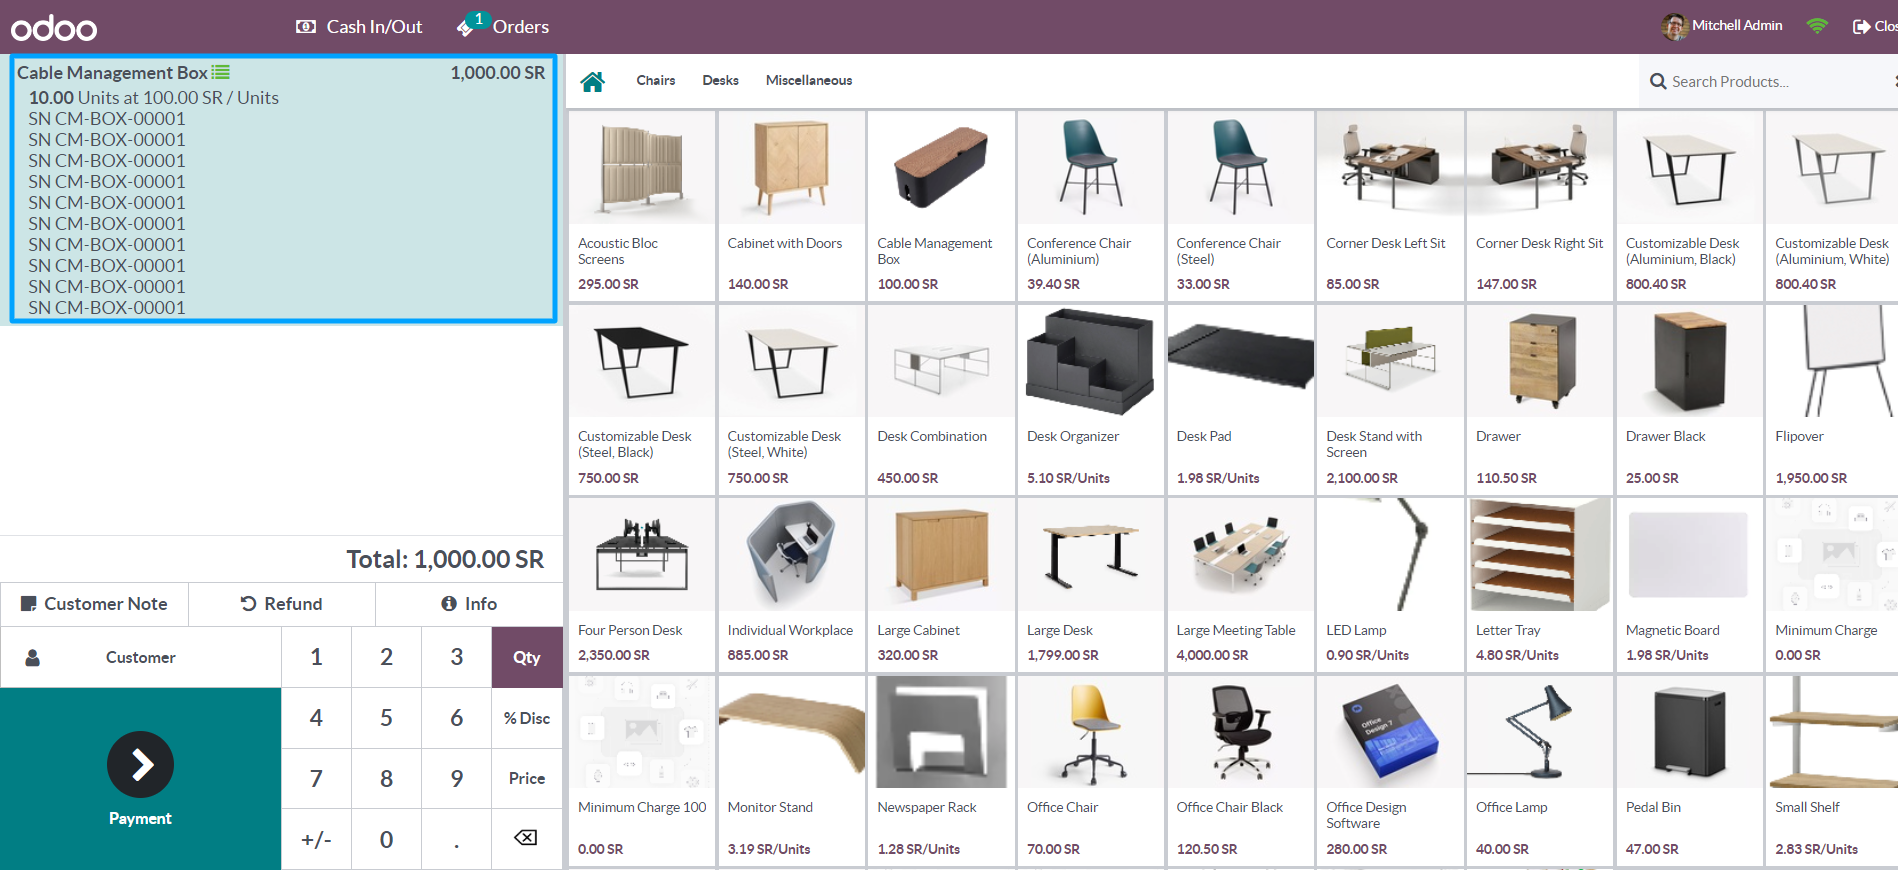 odoo
Cash In/Out
1
Orders
Mitchell Admin
Clos
Cable Management Box
1,000.00 SR
10.00 Units at 100.00 SR / Units
SN CM-BOX-00001
SN CM-BOX-00001
SN CM-BOX-00001
SN CM-BOX-00001
SN CM-BOX-00001
SN CM-BOX-00001
SN CM-BOX-00001
SN CM-BOX-00001
SN CM-BOX-00001
SN CM-BOX-00001
Total: 1,000.00 SR
Customer Note
Refund
Info
Customer
1
2
3
Qty
4
5
6
% Disc
7
8
9
Price
+/-
0
.
Payment
Chairs
Desks
Miscellaneous
Search Products...
Acoustic Bloc
Screens
295.00 SR
Cabinet with Doors
140.00 SR
Cable Management
Box
100.00 SR
Conference Chair
(Aluminium)
39.40 SR
Conference Chair
(Steel)
33.00 SR
Corner Desk Left Sit
85.00 SR
Corner Desk Right Sit
147.00 SR
Customizable Desk
(Aluminium, Black)
800.40 SR
Customizable Desk
(Aluminium, White)
800.40 SR
Customizable Desk
(Steel, Black)
750.00 SR
Customizable Desk
(Steel, White)
750.00 SR
Desk Combination
450.00 SR
Desk Organizer
5.10 SR/Units
Desk Pad
1.98 SR/Units
Desk Stand with
Screen
2,100.00 SR
Drawer
110.50 SR
Drawer Black
25.00 SR
Flipover
1,950.00 SR
Four Person Desk
2,350.00 SR
Individual Workplace
885.00 SR
Large Cabinet
320.00 SR
Large Desk
1,799.00 SR
Large Meeting Table
4,000.00 SR
LED Lamp
0.90 SR/Units
Letter Tray
4.80 SR/Units
Magnetic Board
1.98 SR/Units
Minimum Charge
0.00 SR
Minimum Charge 100
0.00 SR
Monitor Stand
3.19 SR/Units
Newspaper Rack
1.28 SR/Units
Office Chair
70.00 SR
Office Chair Black
120.50 SR
Office
Design 7
Office Design
Software
280.00 SR
Office Lamp
40.00 SR
Pedal Bin
47.00 SR
Small Shelf
2.83 SR/Units